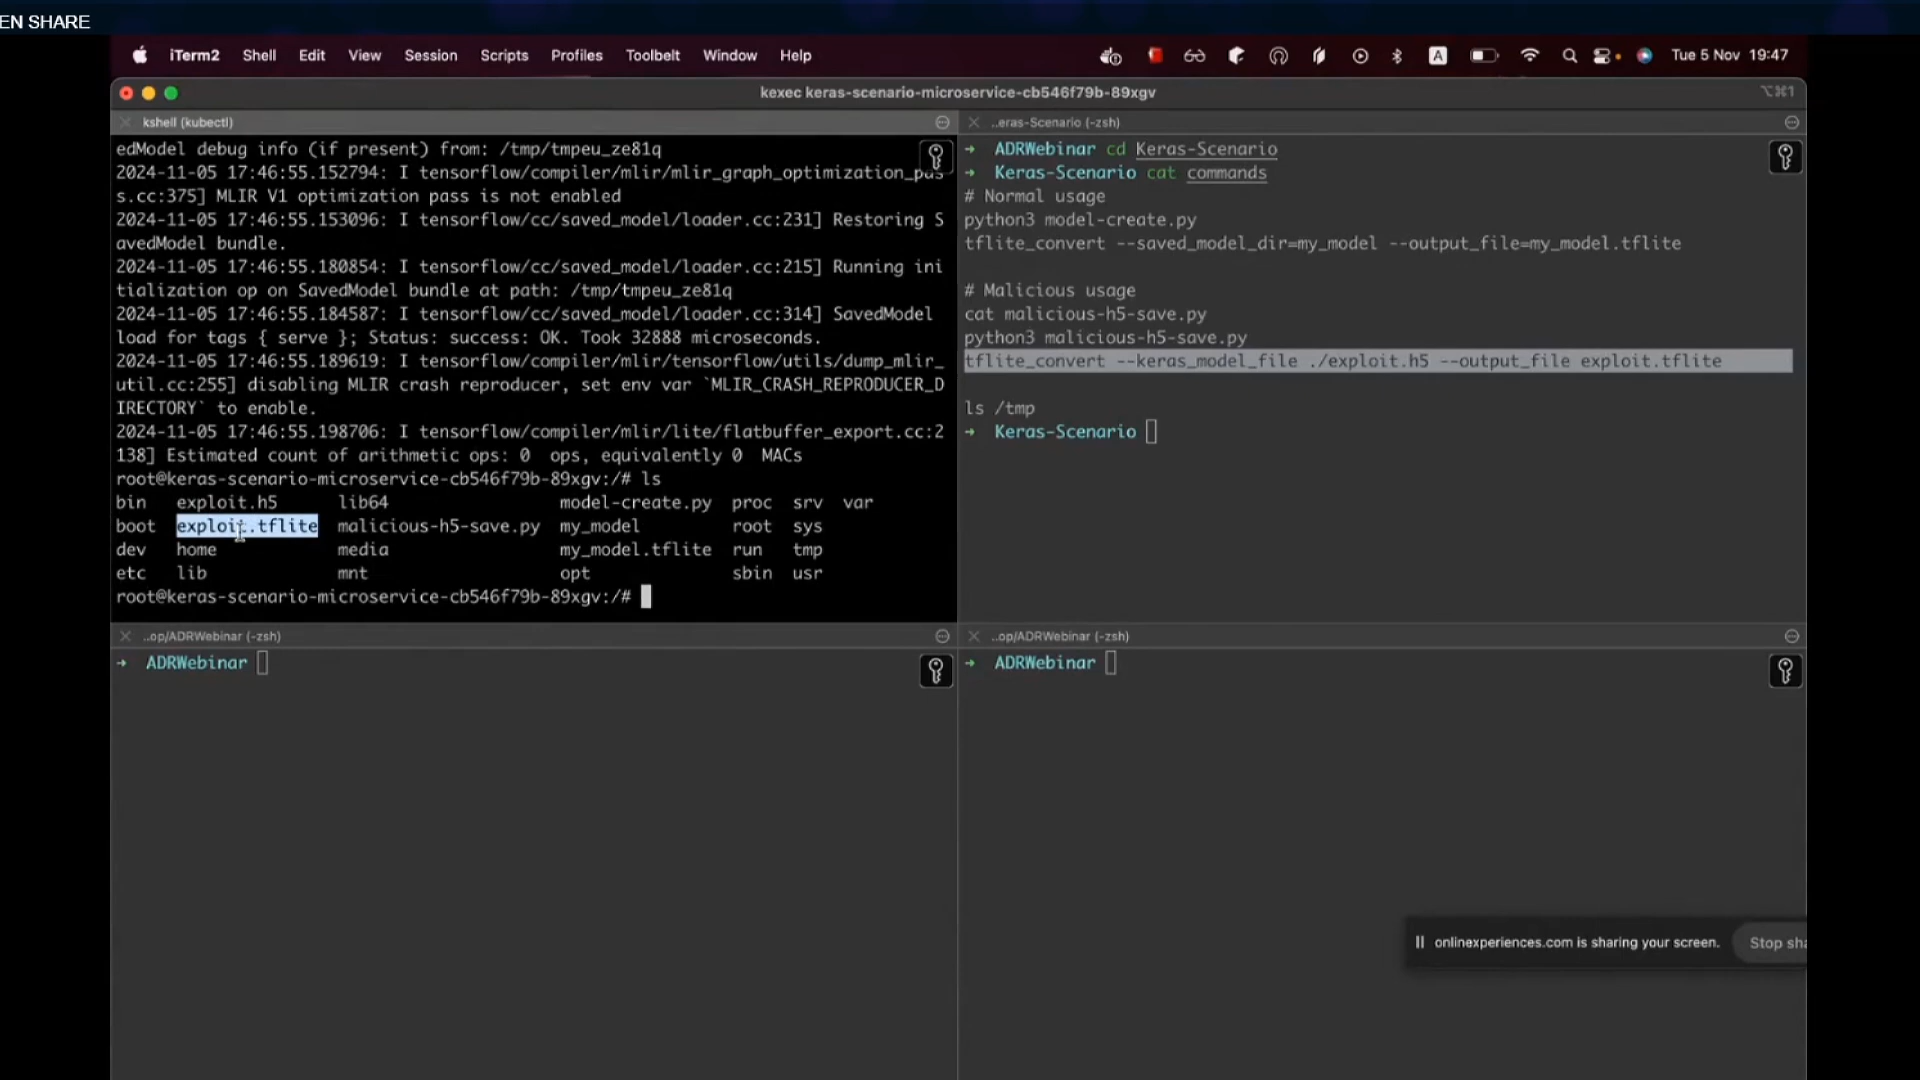 EN SHARE
iTerm2 Shell Edit View Session Scripts Profiles Toolbelt Window Help
A
Tue 5 Nov 19:47
kexec keras-scenario-microservice-cb546f79b-89xgv
⌥⌘1
kshell (kubectl)
edModel debug info (if present) from: /tmp/tmpeu_ze81q
2024-11-05 17:46:55.152794: I tensorflow/compiler/mlir/mlir_graph_optimization_pas
s.cc:375] MLIR V1 optimization pass is not enabled
2024-11-05 17:46:55.153096: I tensorflow/cc/saved_model/loader.cc:231] Restoring S
avedModel bundle.
2024-11-05 17:46:55.180854: I tensorflow/cc/saved_model/loader.cc:215] Running ini
tialization op on SavedModel bundle at path: /tmp/tmpeu_ze81q
2024-11-05 17:46:55.184587: I tensorflow/cc/saved_model/loader.cc:314] SavedModel
load for tags { serve }; Status: success: OK. Took 32888 microseconds.
2024-11-05 17:46:55.189619: I tensorflow/compiler/mlir/tensorflow/utils/dump_mlir_
util.cc:255] disabling MLIR crash reproducer, set env var `MLIR_CRASH_REPRODUCER_D
IRECTORY` to enable.
2024-11-05 17:46:55.198706: I tensorflow/compiler/mlir/lite/flatbuffer_export.cc:2
138] Estimated count of arithmetic ops: 0 ops, equivalently 0 MACs
root@keras-scenario-microservice-cb546f79b-89xgv:/# ls
bin exploit.h5 lib64 model-create.py proc srv var
boot exploit.tflite malicious-h5-save.py my_model root sys
dev home media my_model.tflite run tmp
etc lib mnt opt sbin usr
root@keras-scenario-microservice-cb546f79b-89xgv:/#
..eras-Scenario (-zsh)
→ ADRWebinar cd Keras-Scenario
→ Keras-Scenario cat commands
# Normal usage
python3 model-create.py
tflite_convert --saved_model_dir=my_model --output_file=my_model.tflite
# Malicious usage
cat malicious-h5-save.py
python3 malicious-h5-save.py
tflite_convert --keras_model_file ./exploit.h5 --output_file exploit.tflite
ls /tmp
→ Keras-Scenario
..op/ADRWebinar (-zsh)
→ ADRWebinar
..op/ADRWebinar (-zsh)
→ ADRWebinar
onlinexperiences.com is sharing your screen.
Stop sha